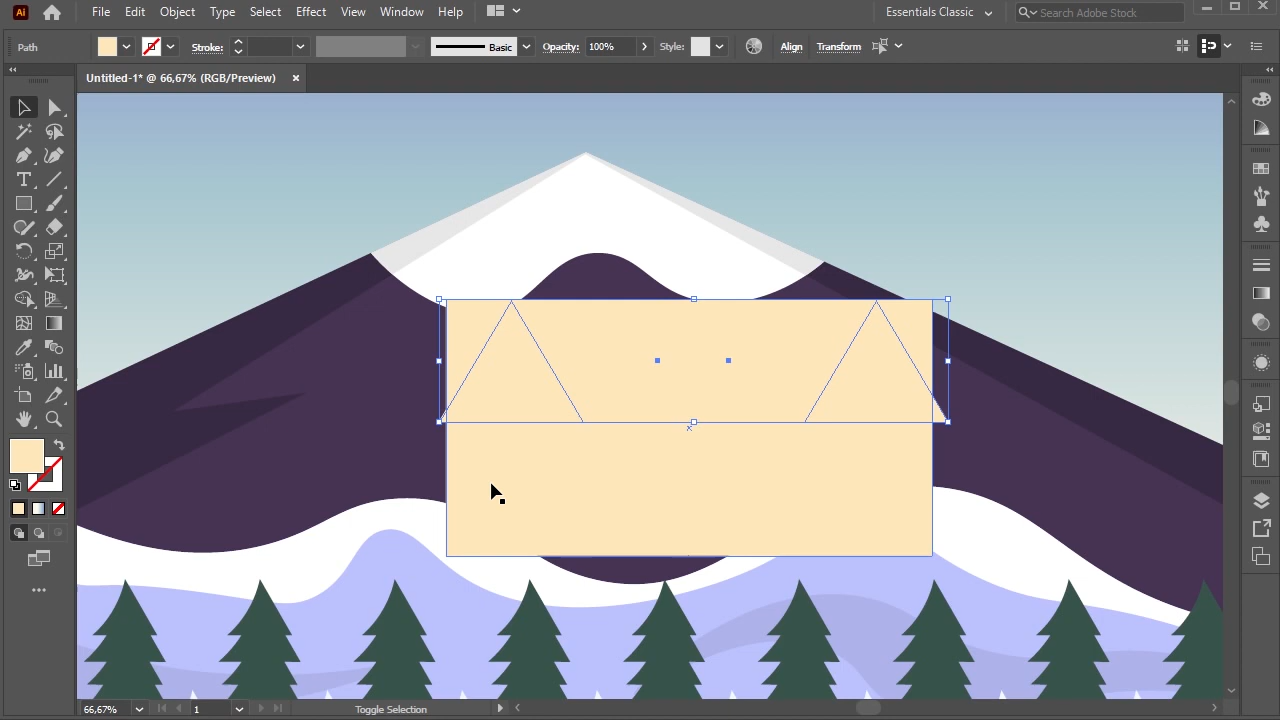 Ai File Edit Object Type Select Effect View Window Help Essentials Classic Search Adobe Stock
Path Stroke: Basic Opacity: 100% Style: Align Transform
Untitled-1* @ 66,67% (RGB/Preview) ×
66,67% 1 Toggle Selection